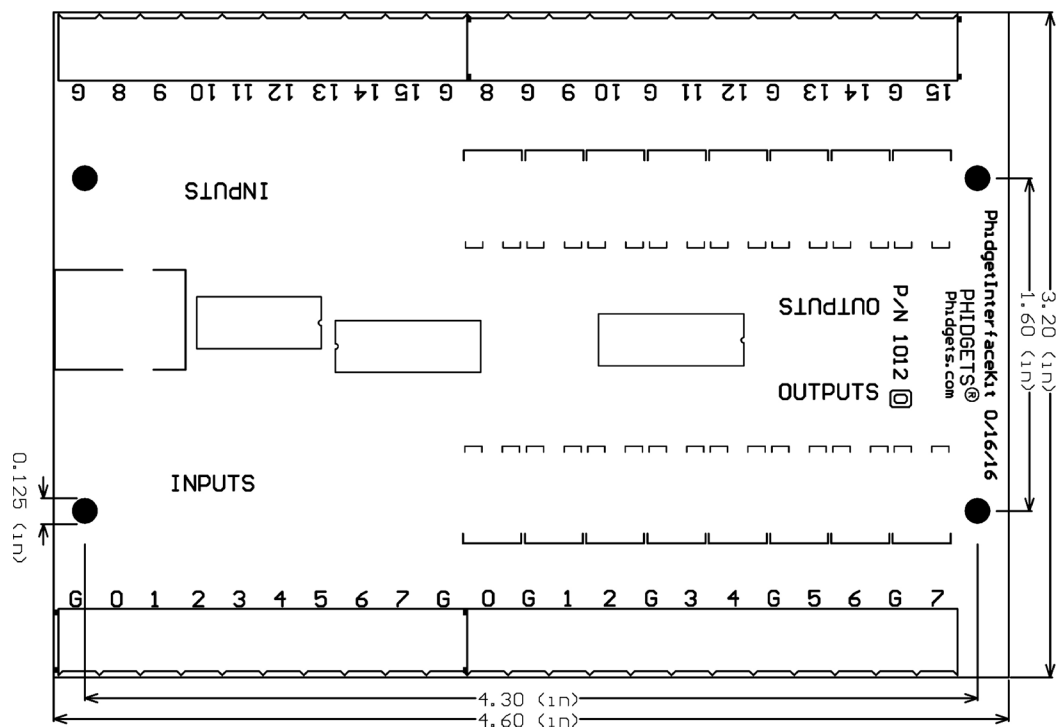 G 8 9 10 11 12 13 14 15 G 8 G 9 10 G 11 12 G 13 14 G 15
INPUTS
PhidgetInterfaceKit 0/16/16
PHIDGETS®
Phidgets.com
P/N 1012
OUTPUTS
OUTPUTS
3.20 (in)
1.60 (in)
INPUTS
0.125 (in)
G 0 1 2 3 4 5 6 7 G 0 G 1 2 G 3 4 G 5 6 G 7
4.30 (in)
4.60 (in)